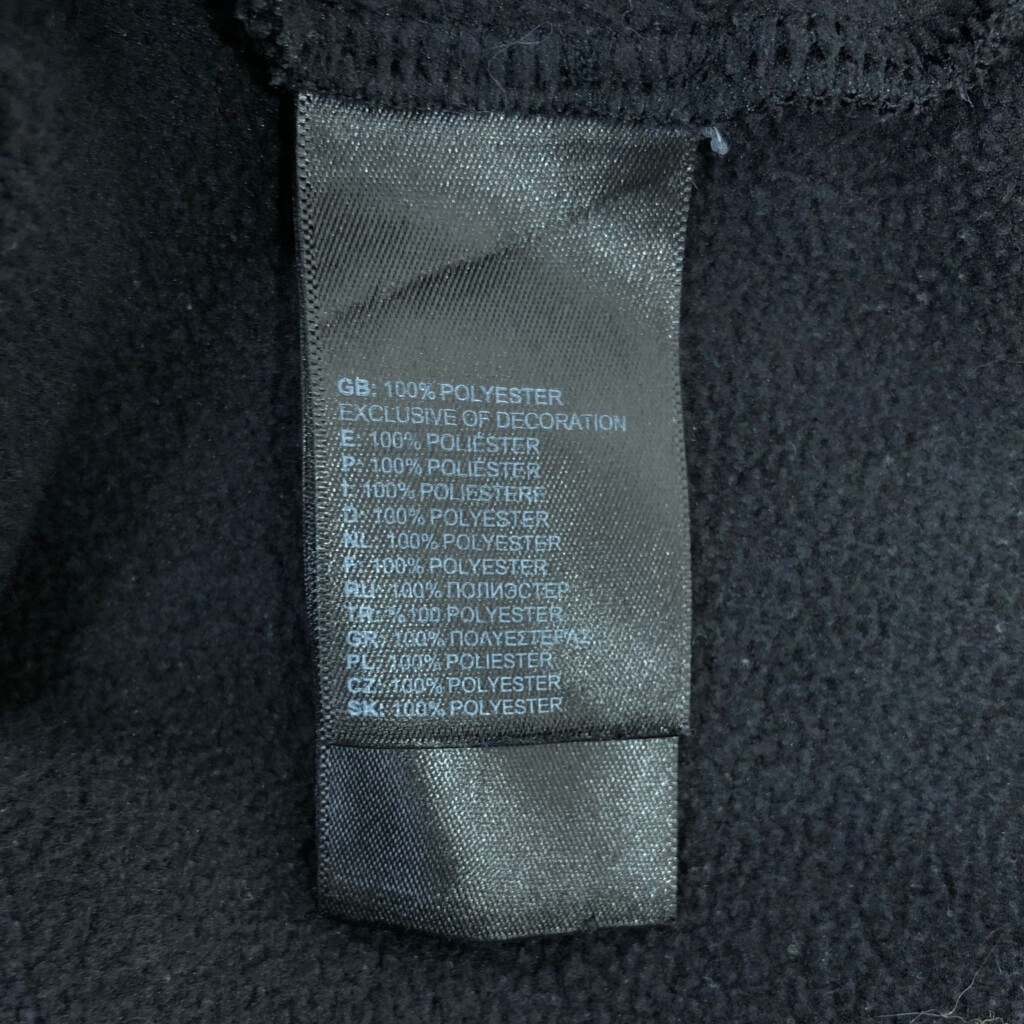 GB: 100% POLYESTER
EXCLUSIVE OF DECORATION
E: 100% POLIÉSTER
P: 100% POLIÉSTER
I: 100% POLIESTERE
D: 100% POLYESTER
NL: 100% POLYESTER
F: 100% POLYESTER
RU: 100% ПОЛИЭСТЕР
TR: %100 POLYESTER
GR: 100% ΠΟΛΥΕΣΤΕΡΑΣ
PL: 100% POLIESTER
CZ: 100% POLYESTER
SK: 100% POLYESTER